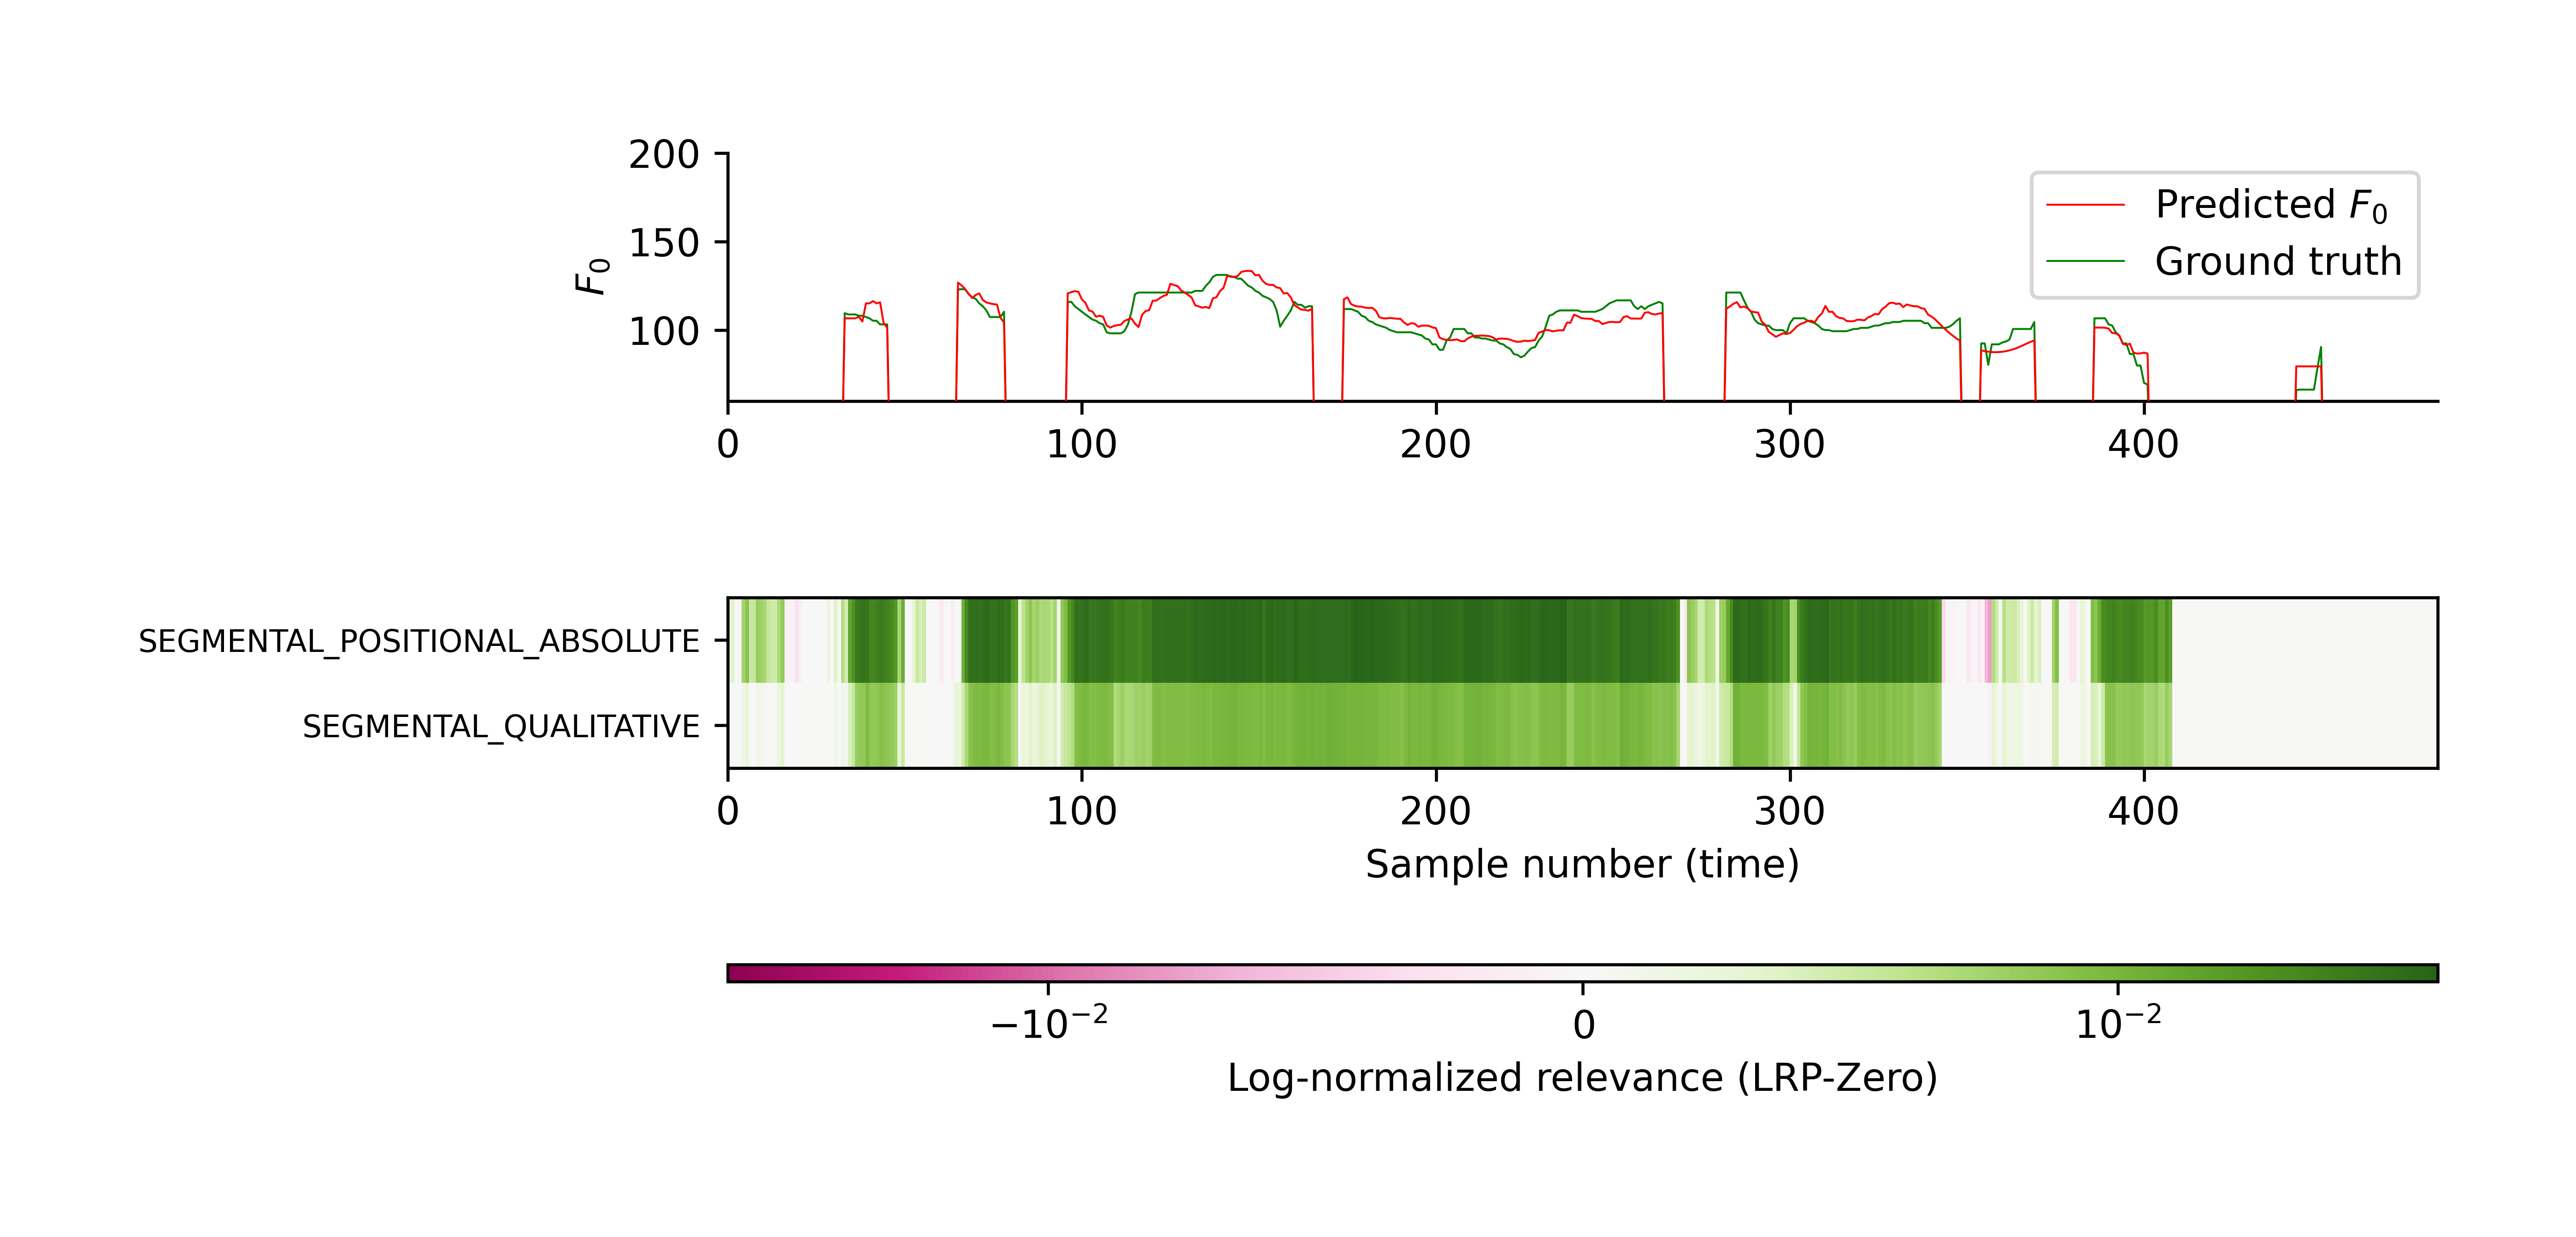 200
150
100
F₀
Predicted F₀
Ground truth
0 100 200 300 400
SEGMENTAL_POSITIONAL_ABSOLUTE
SEGMENTAL_QUALITATIVE
0 100 200 300 400
Sample number (time)
−10⁻² 0 10⁻²
Log-normalized relevance (LRP-Zero)